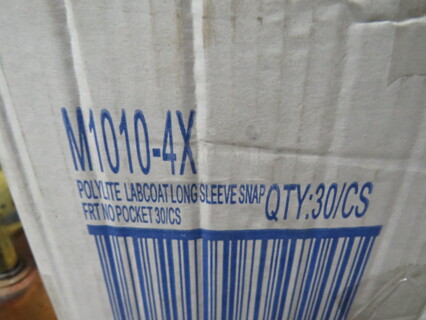 M1010-4X
POLYLITE LABCOAT LONG SLEEVE SNAP QTY:30/CS
FRT NO POCKET 30/CS